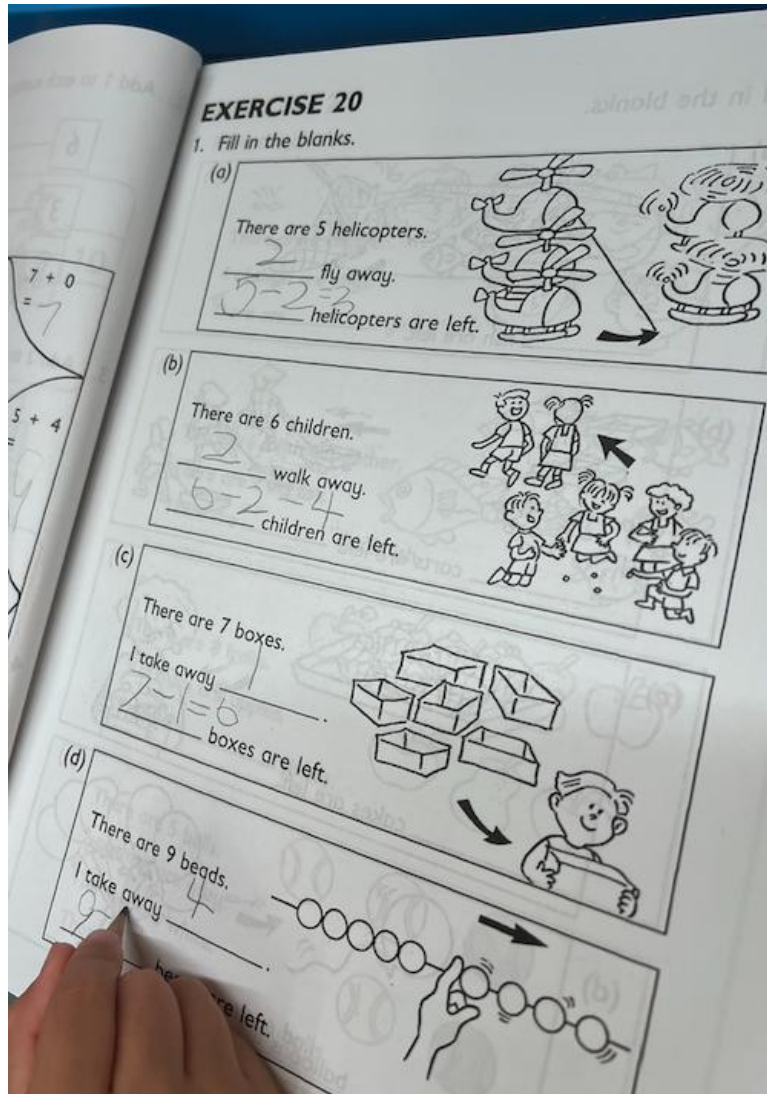 EXERCISE 20
1. Fill in the blanks.
(a)
There are 5 helicopters.
2 fly away.
5-2=3 helicopters are left.
(b)
There are 6 children.
2 walk away.
6-2-4 children are left.
(c)
There are 7 boxes.
I take away 1.
7-1=6 boxes are left.
(d)
There are 9 beads.
I take away 4.
9
are left.
7 + 0
= 7
5 + 4
=